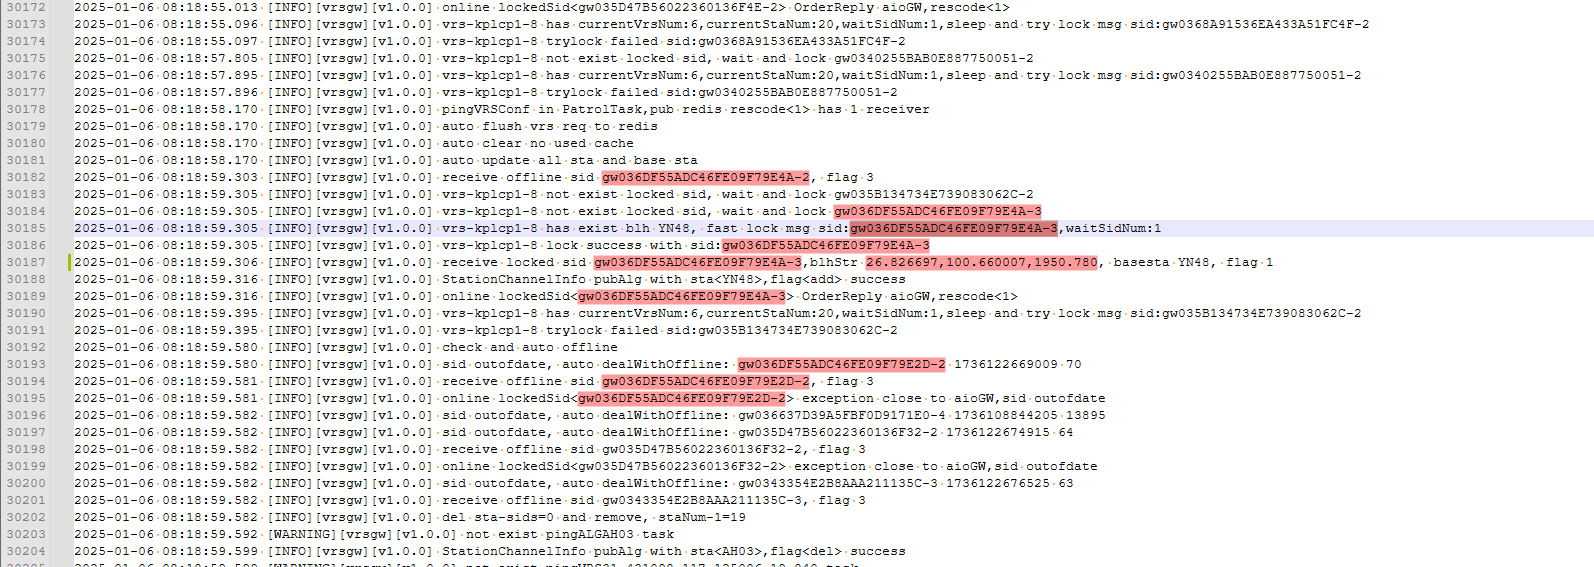 30172 2025-01-06 08:18:55.013 [INFO][vrsgw][v1.0.0] online lockedSid<gw035D47B56022360136F4E-2> OrderReply aioGW,rescode<1>
30173 2025-01-06 08:18:55.096 [INFO][vrsgw][v1.0.0] vrs-kplcp1-8 has currentVrsNum:6,currentStaNum:20,waitSidNum:1,sleep and try lock msg sid:gw0368A91536EA433A51FC4F-2
30174 2025-01-06 08:18:55.097 [INFO][vrsgw][v1.0.0] vrs-kplcp1-8 trylock failed sid:gw0368A91536EA433A51FC4F-2
30175 2025-01-06 08:18:57.805 [INFO][vrsgw][v1.0.0] vrs-kplcp1-8 not exist locked sid, wait and lock gw0340255BAB0E887750051-2
30176 2025-01-06 08:18:57.895 [INFO][vrsgw][v1.0.0] vrs-kplcp1-8 has currentVrsNum:6,currentStaNum:20,waitSidNum:1,sleep and try lock msg sid:gw0340255BAB0E887750051-2
30177 2025-01-06 08:18:57.896 [INFO][vrsgw][v1.0.0] vrs-kplcp1-8 trylock failed sid:gw0340255BAB0E887750051-2
30178 2025-01-06 08:18:58.170 [INFO][vrsgw][v1.0.0] pingVRSConf in PatrolTask,pub redis rescode<1> has 1 receiver
30179 2025-01-06 08:18:58.170 [INFO][vrsgw][v1.0.0] auto flush vrs req to redis
30180 2025-01-06 08:18:58.170 [INFO][vrsgw][v1.0.0] auto clear no used cache
30181 2025-01-06 08:18:58.170 [INFO][vrsgw][v1.0.0] auto update all sta and base sta
30182 2025-01-06 08:18:59.303 [INFO][vrsgw][v1.0.0] receive offline sid gw036DF55ADC46FE09F79E4A-2, flag 3
30183 2025-01-06 08:18:59.305 [INFO][vrsgw][v1.0.0] vrs-kplcp1-8 not exist locked sid, wait and lock gw035B134734E739083062C-2
30184 2025-01-06 08:18:59.305 [INFO][vrsgw][v1.0.0] vrs-kplcp1-8 not exist locked sid, wait and lock gw036DF55ADC46FE09F79E4A-3
30185 2025-01-06 08:18:59.305 [INFO][vrsgw][v1.0.0] vrs-kplcp1-8 has exist blh YN48, fast lock msg sid:gw036DF55ADC46FE09F79E4A-3,waitSidNum:1
30186 2025-01-06 08:18:59.305 [INFO][vrsgw][v1.0.0] vrs-kplcp1-8 lock success with sid:gw036DF55ADC46FE09F79E4A-3
30187 2025-01-06 08:18:59.306 [INFO][vrsgw][v1.0.0] receive locked sid gw036DF55ADC46FE09F79E4A-3,blhStr 26.826697,100.660007,1950.780, basesta YN48, flag 1
30188 2025-01-06 08:18:59.316 [INFO][vrsgw][v1.0.0] StationChannelInfo pubAlg with sta<YN48>,flag<add> success
30189 2025-01-06 08:18:59.316 [INFO][vrsgw][v1.0.0] online lockedSid<gw036DF55ADC46FE09F79E4A-3> OrderReply aioGW,rescode<1>
30190 2025-01-06 08:18:59.395 [INFO][vrsgw][v1.0.0] vrs-kplcp1-8 has currentVrsNum:6,currentStaNum:20,waitSidNum:1,sleep and try lock msg sid:gw035B134734E739083062C-2
30191 2025-01-06 08:18:59.395 [INFO][vrsgw][v1.0.0] vrs-kplcp1-8 trylock failed sid:gw035B134734E739083062C-2
30192 2025-01-06 08:18:59.580 [INFO][vrsgw][v1.0.0] check and auto offline
30193 2025-01-06 08:18:59.580 [INFO][vrsgw][v1.0.0] sid outofdate, auto dealWithOffline: gw036DF55ADC46FE09F79E2D-2 1736122669009 70
30194 2025-01-06 08:18:59.581 [INFO][vrsgw][v1.0.0] receive offline sid gw036DF55ADC46FE09F79E2D-2, flag 3
30195 2025-01-06 08:18:59.581 [INFO][vrsgw][v1.0.0] online lockedSid<gw036DF55ADC46FE09F79E2D-2> exception close to aioGW,sid outofdate
30196 2025-01-06 08:18:59.582 [INFO][vrsgw][v1.0.0] sid outofdate, auto dealWithOffline: gw036637D39A5FBF0D9171E0-4 1736108844205 13895
30197 2025-01-06 08:18:59.582 [INFO][vrsgw][v1.0.0] sid outofdate, auto dealWithOffline: gw035D47B56022360136F32-2 1736122674915 64
30198 2025-01-06 08:18:59.582 [INFO][vrsgw][v1.0.0] receive offline sid gw035D47B56022360136F32-2, flag 3
30199 2025-01-06 08:18:59.582 [INFO][vrsgw][v1.0.0] online lockedSid<gw035D47B56022360136F32-2> exception close to aioGW,sid outofdate
30200 2025-01-06 08:18:59.582 [INFO][vrsgw][v1.0.0] sid outofdate, auto dealWithOffline: gw0343354E2B8AAA211135C-3 1736122676525 63
30201 2025-01-06 08:18:59.582 [INFO][vrsgw][v1.0.0] receive offline sid gw0343354E2B8AAA211135C-3, flag 3
30202 2025-01-06 08:18:59.582 [INFO][vrsgw][v1.0.0] del sta-sids=0 and remove, staNum-1=19
30203 2025-01-06 08:18:59.592 [WARNING][vrsgw][v1.0.0] not exist pingALGAH03 task
30204 2025-01-06 08:18:59.599 [INFO][vrsgw][v1.0.0] StationChannelInfo pubAlg with sta<AH03>,flag<del> success